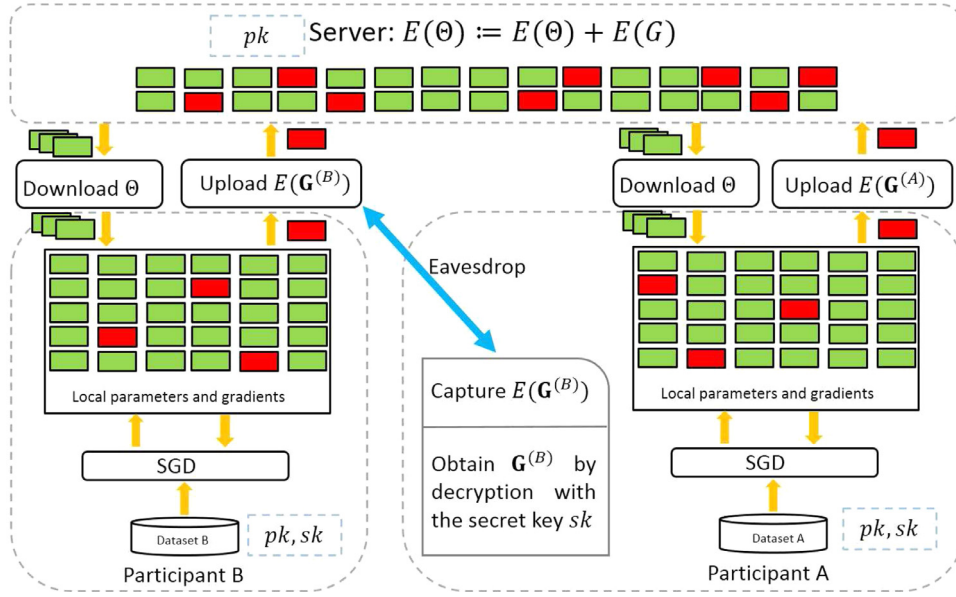 pk
Server: E(Θ) ≔ E(Θ) + E(G)
Download Θ
Upload E(𝐆^(B))
Download Θ
Upload E(𝐆^(A))
Eavesdrop
Capture E(𝐆^(B))
Obtain 𝐆^(B) by
decryption with
the secret key sk
Local parameters and gradients
SGD
Dataset B
pk, sk
Participant B
Local parameters and gradients
SGD
Dataset A
pk, sk
Participant A